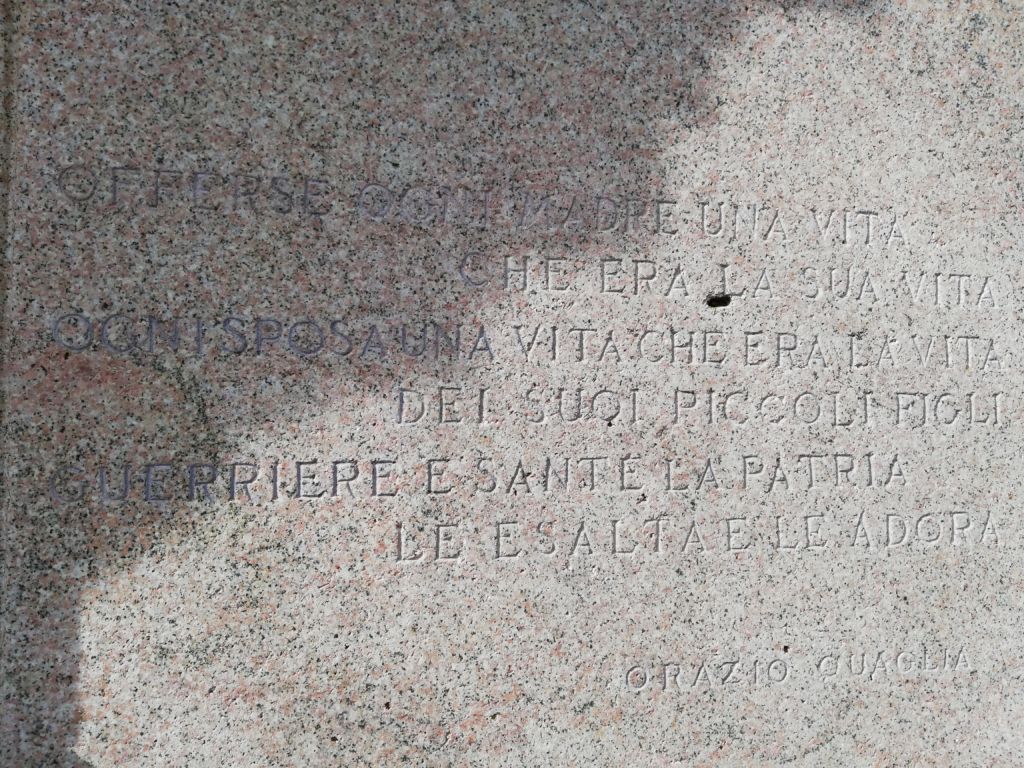 OFFERSE OGNI MADRE UNA VITA
CHE ERA LA SUA VITA
OGNI SPOSA UNA VITA CHE ERA LA VITA
DEI SUOI PICCOLI FIGLI
GUERRIERE E SANTE LA PATRIA
LE ESALTA E LE ADORA
ORAZIO QUAGLIA